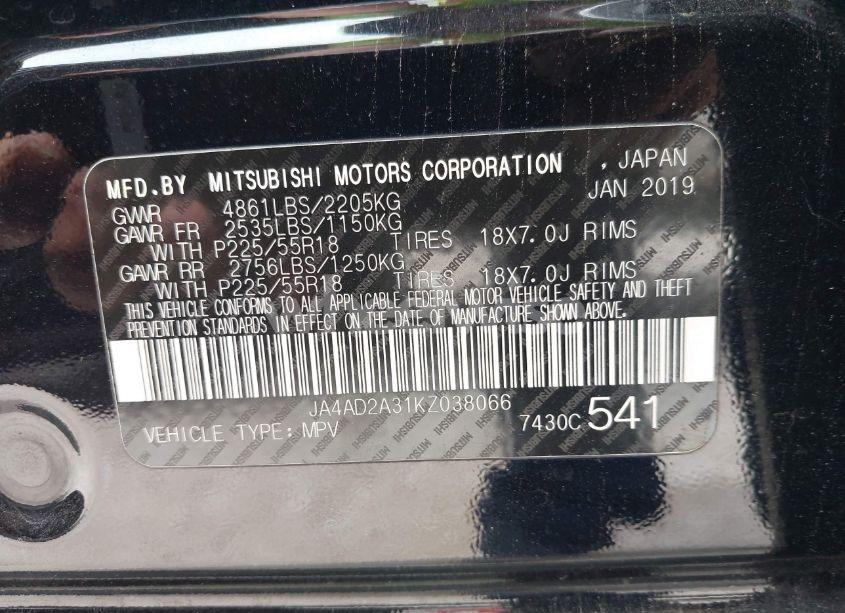 MFD.BY MITSUBISHI MOTORS CORPORATION , JAPAN
GWWR 4861LBS/2205KG JAN 2019
GAWR FR 2535LBS/1150KG
WITH P225/55R18 TIRES 18X7.0J RIMS
GAWR RR 2756LBS/1250KG
WITH P225/55R18 TIRES 18X7.0J RIMS
THIS VEHICLE CONFORMS TO ALL APPLICABLE FEDERAL MOTOR VEHICLE SAFETY AND THEFT
PREVENTION STANDARDS IN EFFECT ON THE DATE OF MANUFACTURE SHOWN ABOVE.
JA4AD2A31KZ038066
VEHICLE TYPE: MPV 7430C 541